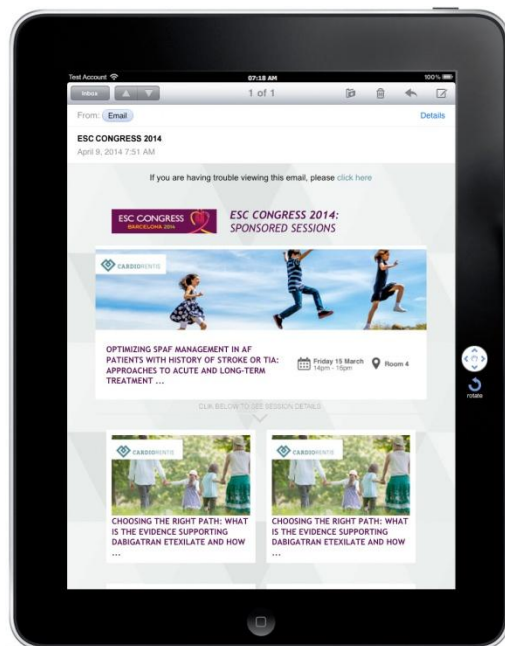 Test Account
07:18 AM
100%
Inbox
1 of 1
From: Email
Details
ESC CONGRESS 2014
April 9, 2014 7:51 AM
If you are having trouble viewing this email, please click here
ESC CONGRESS
BARCELONA 2014
ESC CONGRESS 2014:
SPONSORED SESSIONS
CARDIORENTIS
OPTIMIZING SPAF MANAGEMENT IN AF
PATIENTS WITH HISTORY OF STROKE OR TIA:
APPROACHES TO ACUTE AND LONG-TERM
TREATMENT ...
Friday 15 March
14pm - 16pm
Room 4
CLIK BELOW TO SEE SESSION DETAILS
CARDIORENTIS
CHOOSING THE RIGHT PATH: WHAT
IS THE EVIDENCE SUPPORTING
DABIGATRAN ETEXILATE AND HOW
...
CARDIORENTIS
CHOOSING THE RIGHT PATH: WHAT
IS THE EVIDENCE SUPPORTING
DABIGATRAN ETEXILATE AND HOW
...
rotate